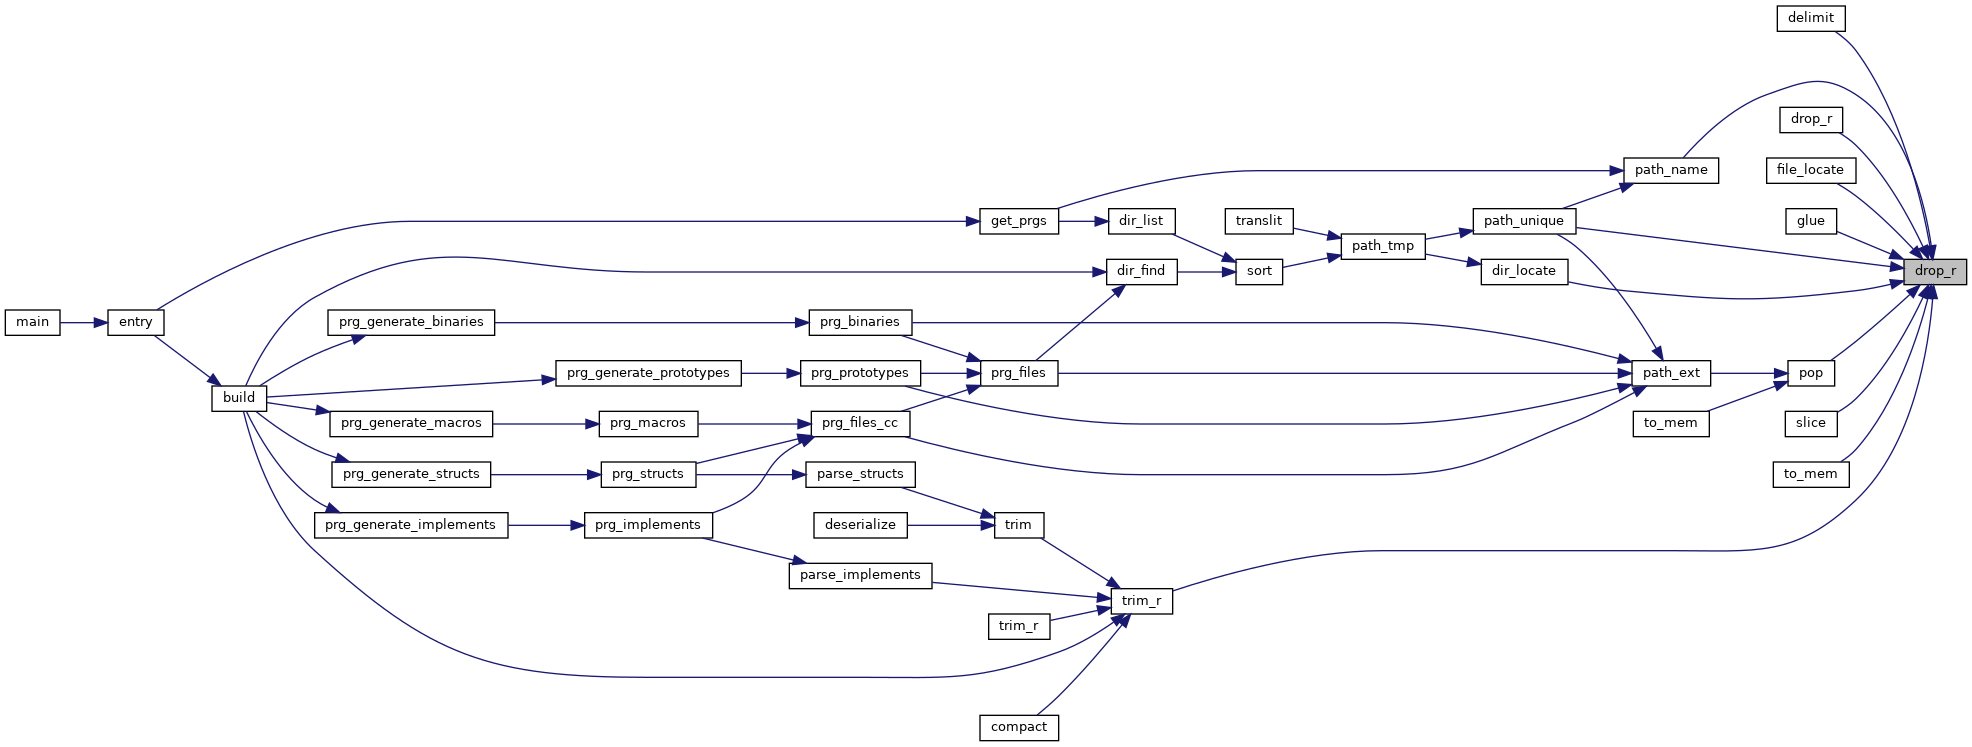 delimit
drop_r
file_locate
path_name
glue
get_prgs
dir_list
translit
path_unique
path_tmp
dir_find
sort
dir_locate
drop_r
main
entry
prg_generate_binaries
prg_binaries
prg_generate_prototypes
prg_prototypes
prg_files
path_ext
pop
build
prg_generate_macros
prg_macros
prg_files_cc
to_mem
slice
prg_generate_structs
prg_structs
parse_structs
to_mem
prg_generate_implements
prg_implements
deserialize
trim
parse_implements
trim_r
trim_r
compact